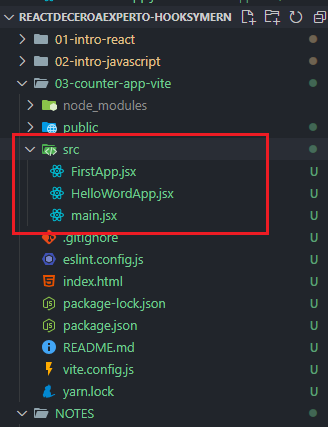 REACTDECEROAEXPERTO-HOOKSYMERN
01-intro-react
02-intro-javascript
03-counter-app-vite
node_modules
public
src
FirstApp.jsx U
HelloWordApp.jsx U
main.jsx U
.gitignore U
eslint.config.js U
index.html U
package-lock.json U
package.json U
README.md U
vite.config.js U
yarn.lock U
NOTES